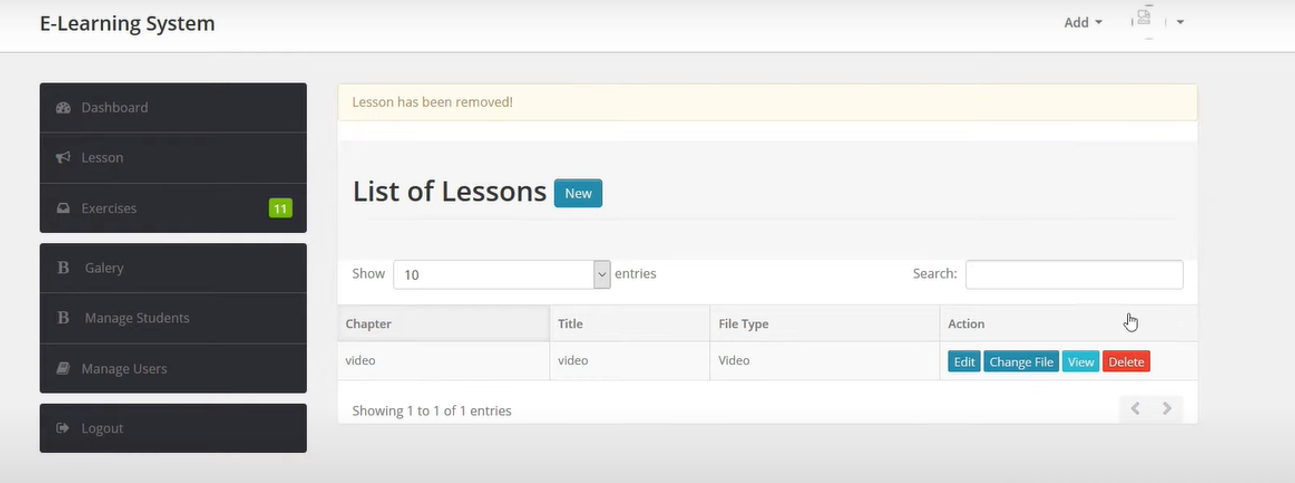 E-Learning System
Add
Dashboard
Lesson
Exercises 11
B Galery
B Manage Students
Manage Users
Logout
Lesson has been removed!
List of Lessons New
Show 10 entries Search:
Chapter Title File Type Action
video video Video Edit Change File View Delete
Showing 1 to 1 of 1 entries